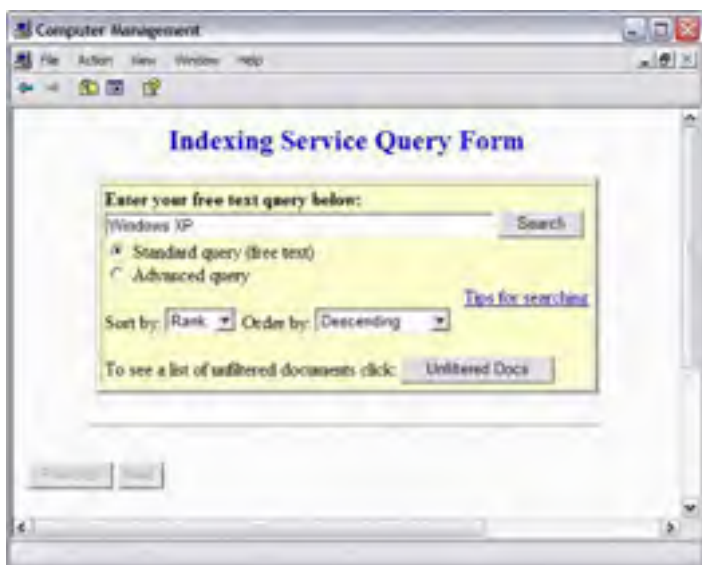 Computer Management
File Action View Window Help
Indexing Service Query Form
Enter your free text query below:
Windows XP Search
Standard query (free text)
Advanced query
Tips for searching
Sort by: Rank Order by: Descending
To see a list of unfiltered documents click: Unfiltered Docs